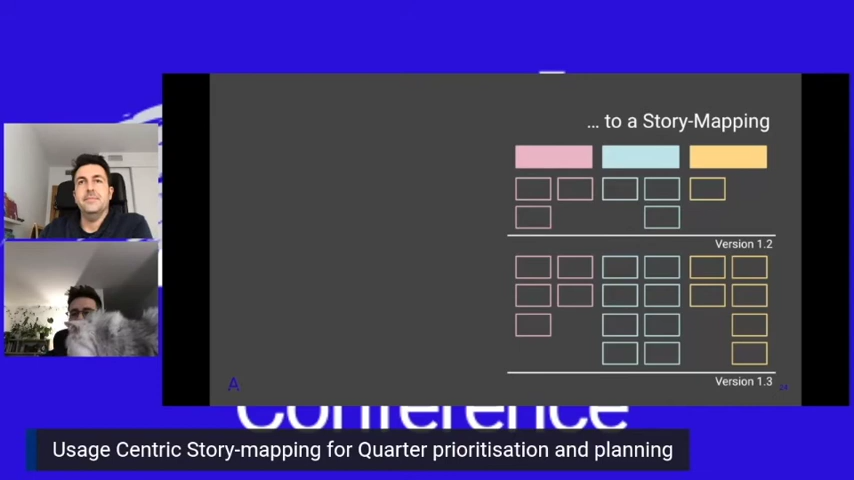 ... to a Story-Mapping
Version 1.2
Version 1.3
A
24
Conference
Usage Centric Story-mapping for Quarter prioritisation and planning